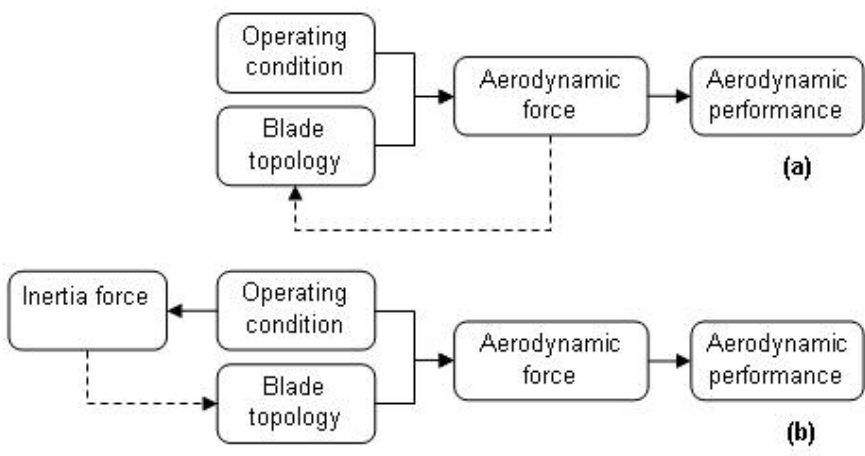 Operating
condition
Blade
topology
Aerodynamic
force
Aerodynamic
performance
(a)
Inertia force
Operating
condition
Blade
topology
Aerodynamic
force
Aerodynamic
performance
(b)